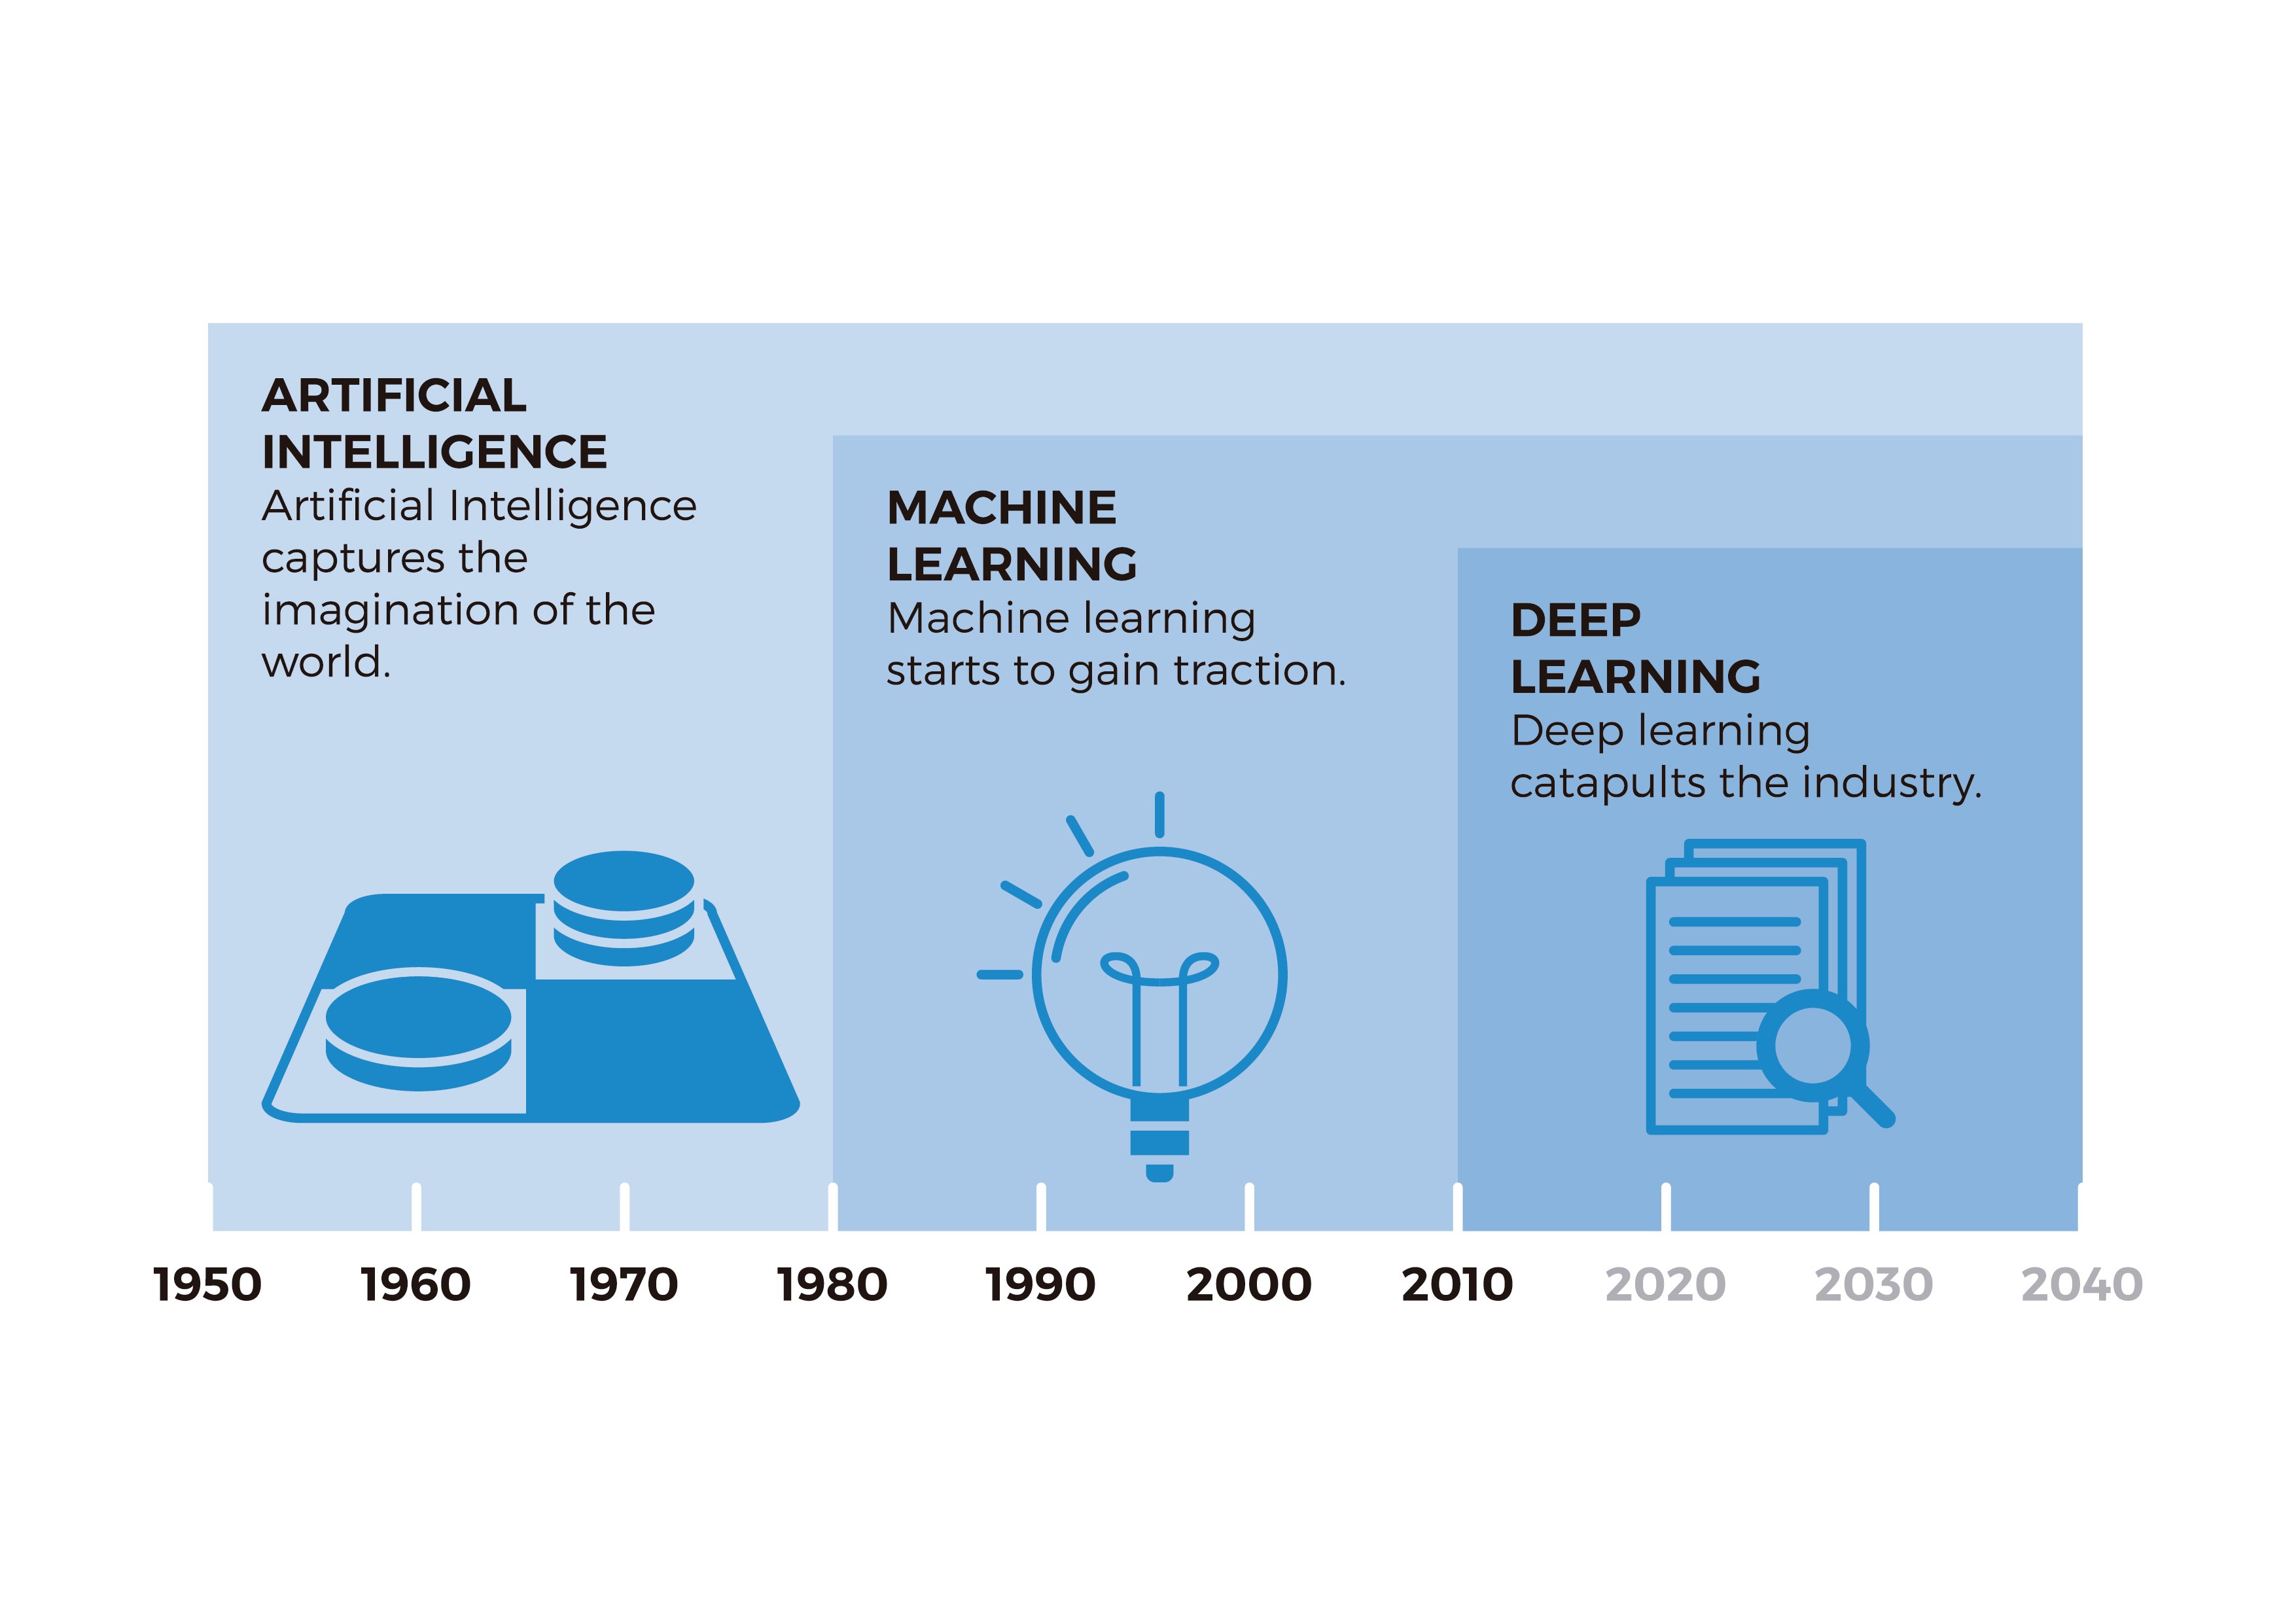 ARTIFICIAL
INTELLIGENCE
Artificial Intelligence
captures the
imagination of the
world.
MACHINE
LEARNING
Machine learning
starts to gain traction.
DEEP
LEARNING
Deep learning
catapults the industry.
1950 1960 1970 1980 1990 2000 2010 2020 2030 2040